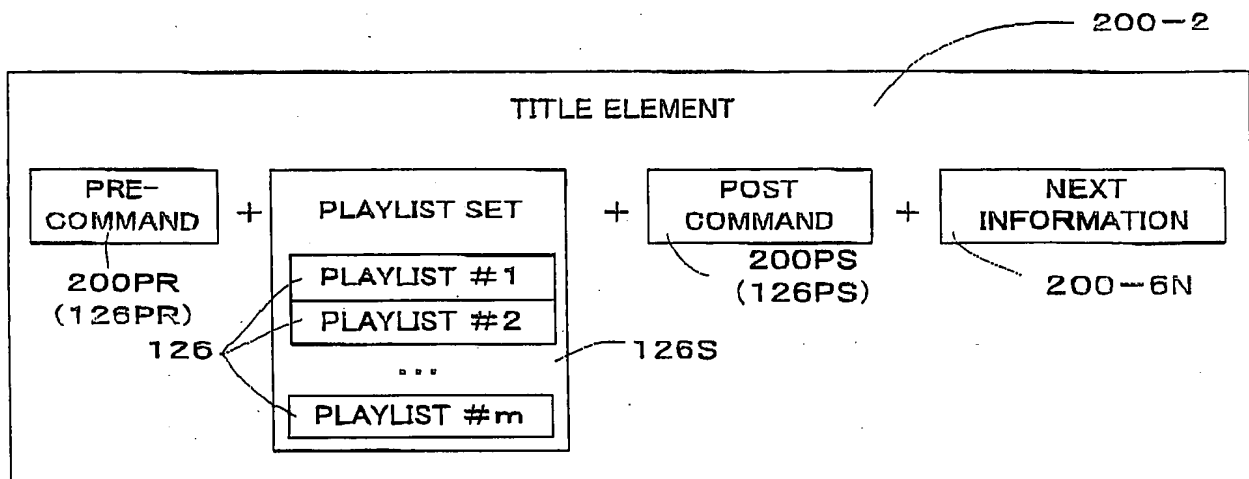 200-2
TITLE ELEMENT
PRE-
COMMAND
+
PLAYLIST SET
+
POST
COMMAND
+
NEXT
INFORMATION
200PR
(126PR)
PLAYLIST #1
PLAYLIST #2
...
PLAYLIST #m
126
126S
200PS
(126PS)
200-6N